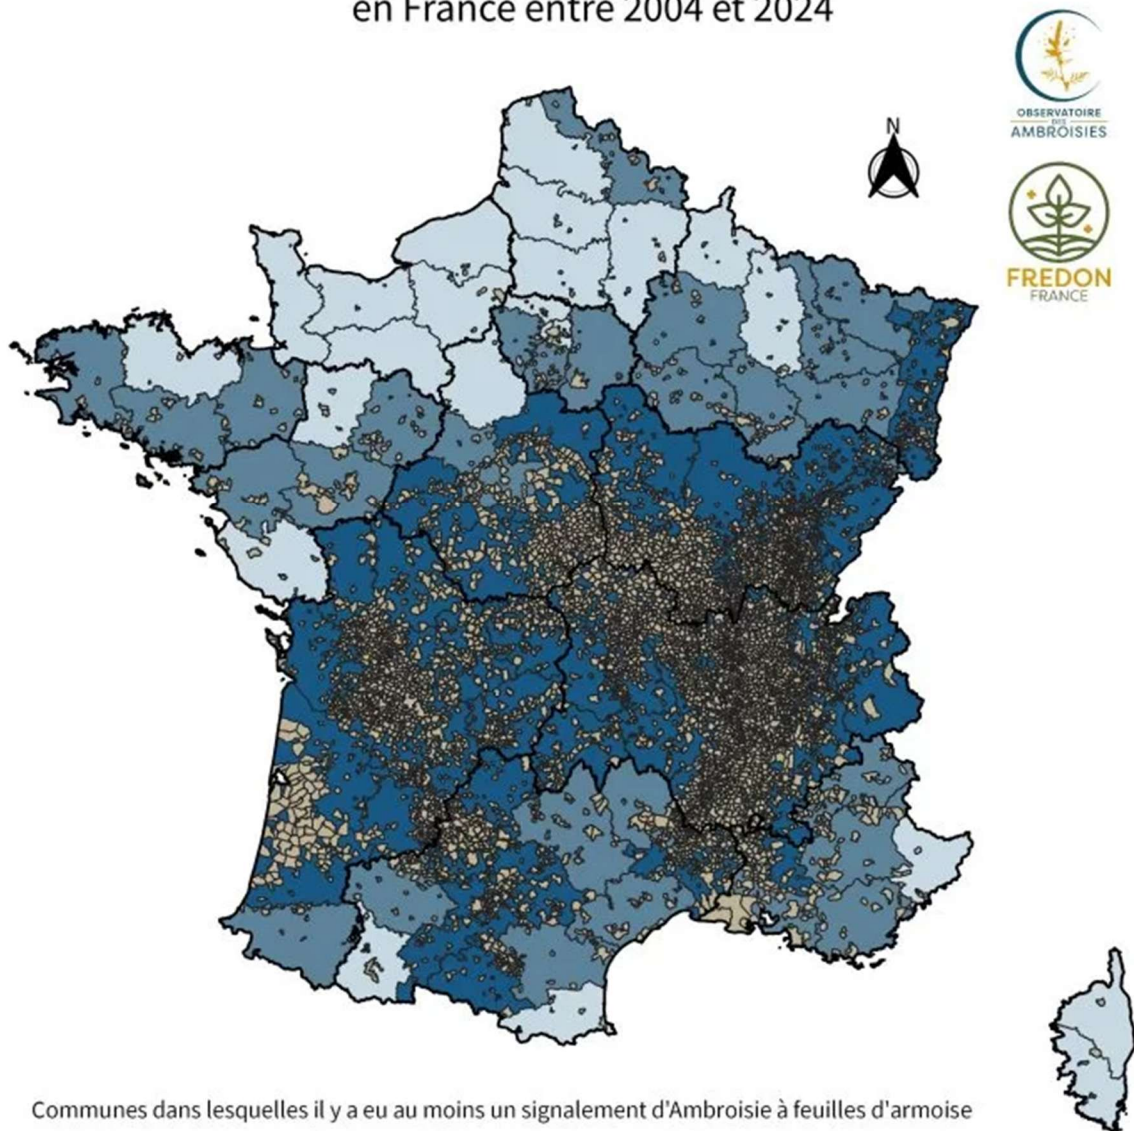 en France entre 2004 et 2024
OBSERVATOIRE
DES
AMBROISIES
N
FREDON
FRANCE
Communes dans lesquelles il y a eu au moins un signalement d'Ambroisie à feuilles d'armoise